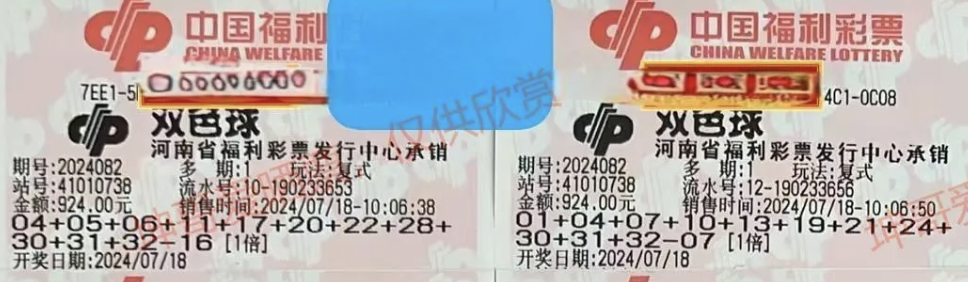 中国福利
CHINA WELFARE
7EE1-5
双色球
河南省福利彩票发行中心承销
期号:2024082 多期:1 玩法:复式
站号:41010738 流水号:10-190233653
金额:924.00元 销售时间:2024/07/18-10:06:38
04+05+06+11+17+20+22+28+
30+31+32-16 [1倍]
开奖日期:2024/07/18
中国福利彩票
CHINA WELFARE LOTTERY
4C1-0C08
双色球
河南省福利彩票发行中心承销
期号:2024082 多期:1 玩法:复式
站号:41010738 流水号:12-190233656
金额:924.00元 销售时间:2024/07/18-10:06:50
01+04+07+10+13+19+21+24+
30+31+32-07 [1倍]
开奖日期:2024/07/18
仅供欣赏